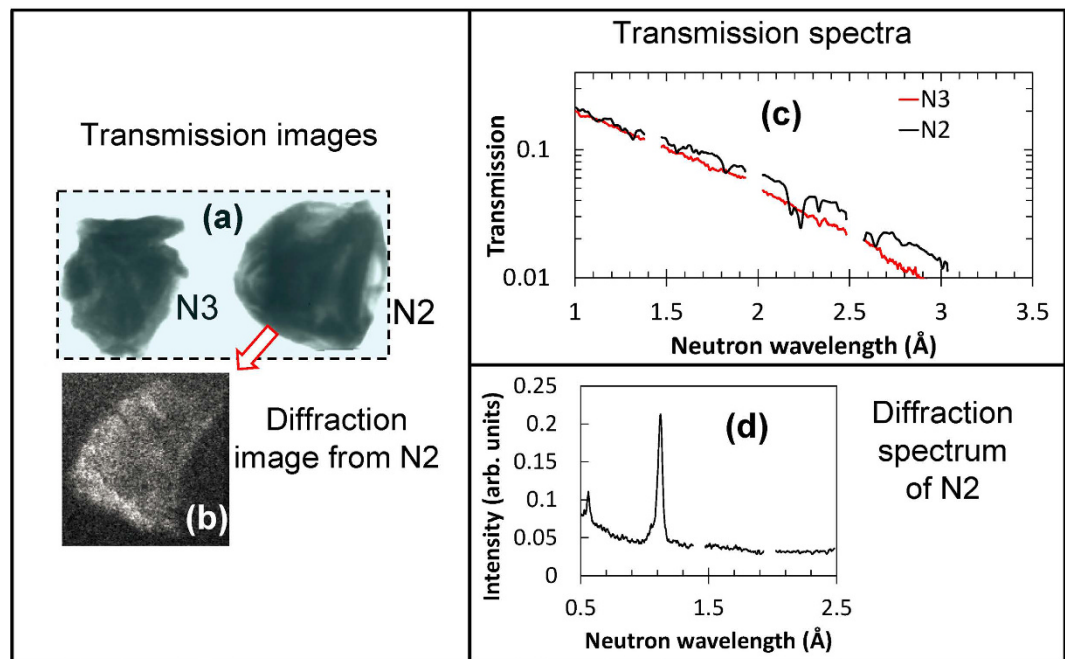 Transmission images
(a)
N3
N2
Diffraction
image from N2
(b)
Transmission spectra
(c)
N3
N2
Transmission
0.1
0.01
1
1.5
2
2.5
3
3.5
Neutron wavelength (Å)
(d)
Diffraction
spectrum
of N2
Intensity (arb. units)
0.25
0.2
0.15
0.1
0.05
0
0.5
1.5
2.5
Neutron wavelength (Å)